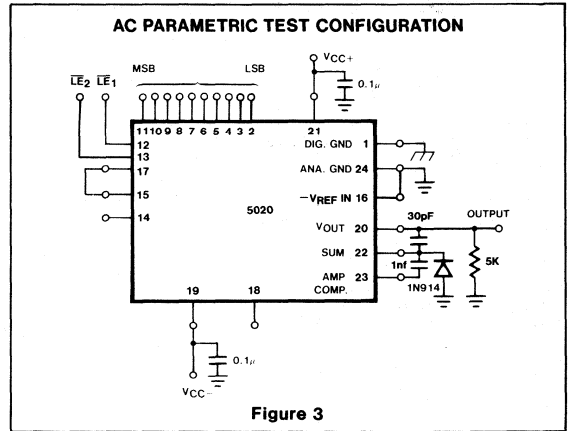 AC PARAMETRIC TEST CONFIGURATION
VCC+
LE2 LE1 MSB LSB
0.1μ
11 10 9 8 7 6 5 4 3 2 21
12 DIG. GND 1
13
17 ANA. GND 24
15 −VREF IN 16
14 5020 30pF OUTPUT
VOUT 20
SUM 22 5K
1nf
AMP 23
COMP. 1N914
19 18
0.1μ
VCC−
Figure 3